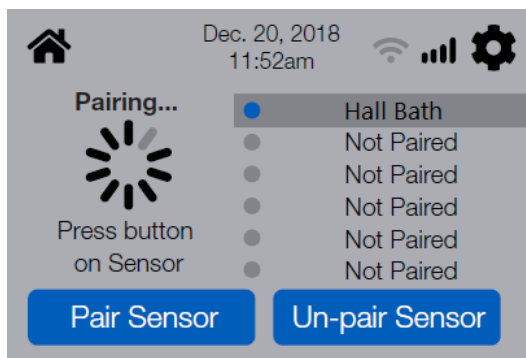 Dec. 20, 2018
11:52am
Pairing...
Press button
on Sensor
Hall Bath
Not Paired
Not Paired
Not Paired
Not Paired
Not Paired
Pair Sensor
Un-pair Sensor